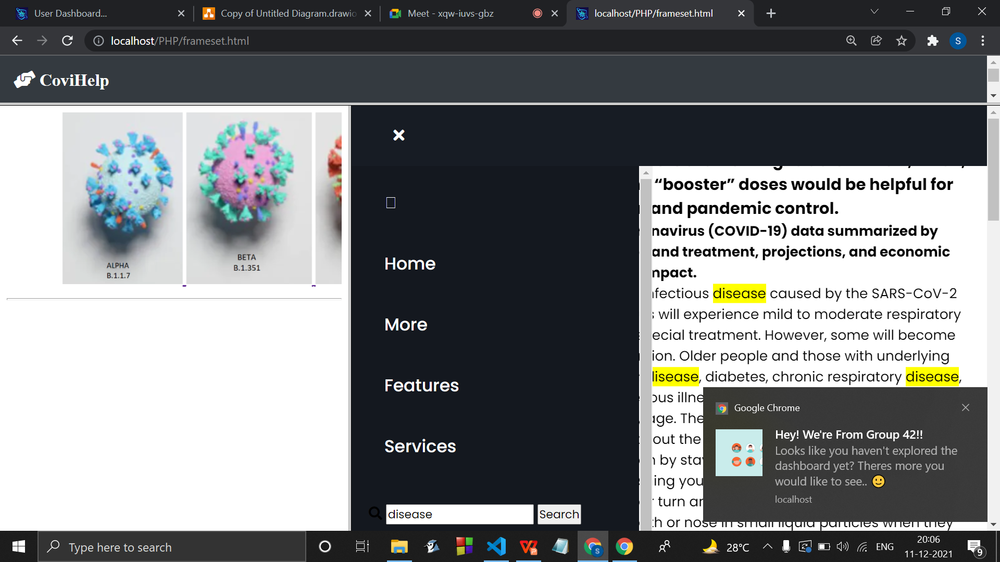 User Dashboard...
Copy of Untitled Diagram.drawio
Meet - xqw-iuvs-gbz
localhost/PHP/frameset.html
localhost/PHP/frameset.html
S
CoviHelp
ALPHA
B.1.1.7
BETA
B.1.351
Home
More
Features
Services
disease
Search
“booster” doses would be helpful for
and pandemic control.
navirus (COVID-19) data summarized by
and treatment, projections, and economic
mpact.
nfectious disease caused by the SARS-CoV-2
will experience mild to moderate respiratory
ecial treatment. However, some will become
ion. Older people and those with underlying
disease, diabetes, chronic respiratory disease,
ous illne
age. The
out the
by stay
ing you
turn ar
th or nose in small liquid particles when they
Google Chrome
Hey! We're From Group 42!!
Looks like you haven't explored the
dashboard yet? Theres more you
would like to see.. 🙂
localhost
Type here to search
28°C
ENG
20:06
11-12-2021
9